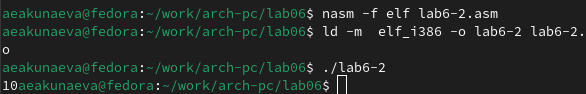 aeakunaeva@fedora:~/work/arch-pc/lab06$ nasm -f elf lab6-2.asm
aeakunaeva@fedora:~/work/arch-pc/lab06$ ld -m  elf_i386 -o lab6-2 lab6-2.
o
aeakunaeva@fedora:~/work/arch-pc/lab06$ ./lab6-2
10aeakunaeva@fedora:~/work/arch-pc/lab06$